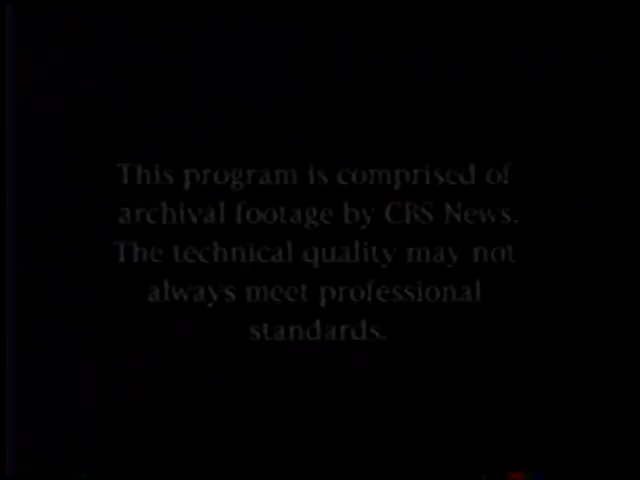 This program is comprised of
archival footage by CBS News.
The technical quality may not
always meet professional
standards.